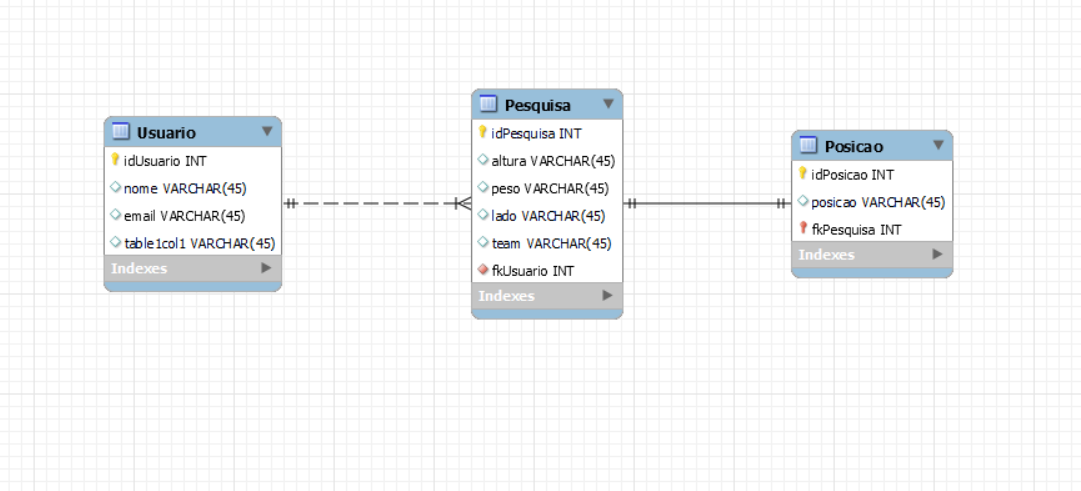 Usuario
idUsuario INT
nome VARCHAR(45)
email VARCHAR(45)
table1col1 VARCHAR(45)
Indexes
Pesquisa
idPesquisa INT
altura VARCHAR(45)
peso VARCHAR(45)
lado VARCHAR(45)
team VARCHAR(45)
fkUsuario INT
Indexes
Posicao
idPosicao INT
posicao VARCHAR(45)
fkPesquisa INT
Indexes